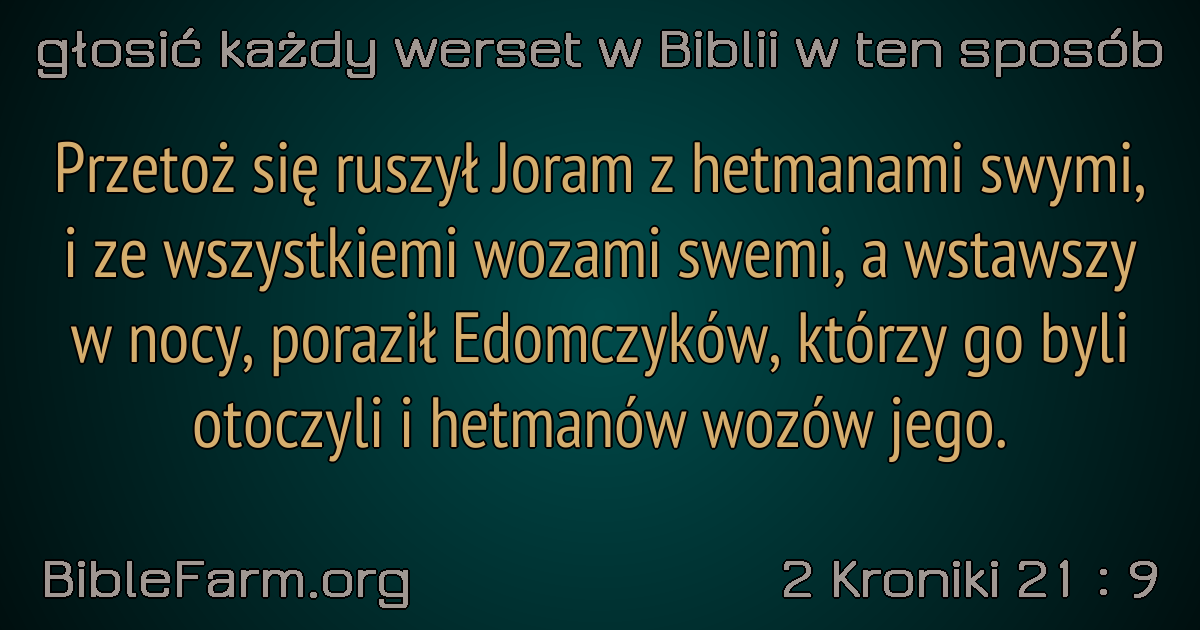 głosić każdy werset w Biblii w ten sposób
Przetoż się ruszył Joram z hetmanami swymi,
i ze wszystkiemi wozami swemi, a wstawszy
w nocy, poraził Edomczyków, którzy go byli
otoczyli i hetmanów wozów jego.
BibleFarm.org
2 Kroniki 21 : 9